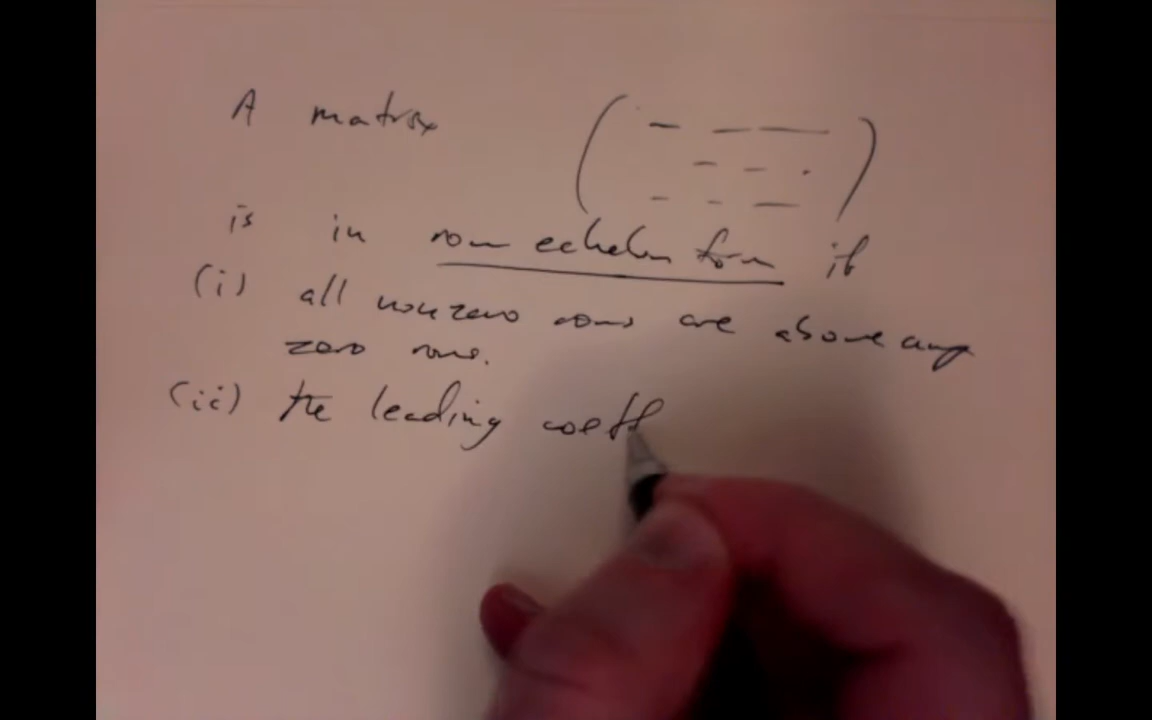 A matrix
is in row echelon form if
(i) all nonzero rows are above any
zero rows.
(ii) the leading coeff